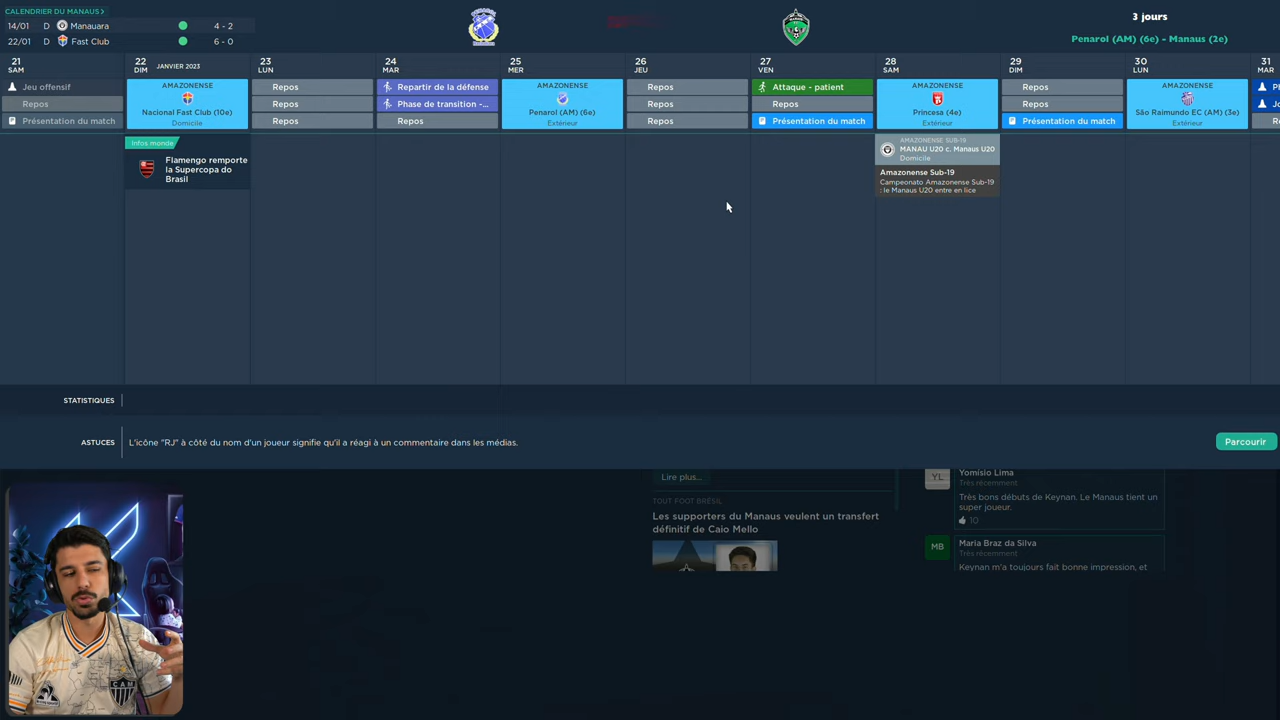 CALENDRIER DU MANAUS >
14/01 D Manauara 4 - 2
22/01 D Fast Club 6 - 0
3 jours
Penarol (AM) (6e) - Manaus (2e)
21
SAM
22
DIM JANVIER 2023
23
LUN
24
MAR
25
MER
26
JEU
27
VEN
28
SAM
29
DIM
30
LUN
31
MAR
Jeu offensif
Repos
Présentation du match
AMAZONENSE
Nacional Fast Club (10e)
Domicile
Repos
Repos
Repos
Repartir de la défense
Phase de transition -...
Repos
AMAZONENSE
Penarol (AM) (6e)
Extérieur
Repos
Repos
Repos
Attaque - patient
Repos
Présentation du match
AMAZONENSE
Princesa (4e)
Extérieur
Repos
Repos
Présentation du match
AMAZONENSE
São Raimundo EC (AM) (3e)
Extérieur
Infos monde
Flamengo remporte
la Supercopa do
Brasil
AMAZONENSE SUB-19
MANAU U20 c. Manaus U20
Domicile
Amazonense Sub-19
Campeonato Amazonense Sub-19
: le Manaus U20 entre en lice
STATISTIQUES
ASTUCES
L'icône "RJ" à côté du nom d'un joueur signifie qu'il a réagi à un commentaire dans les médias.
Parcourir
Lire plus...
TOUT FOOT BRÉSIL
Les supporters du Manaus veulent un transfert
définitif de Caio Mello
YL
Yomísio Lima
Très récemment
Très bons débuts de Keynan. Le Manaus tient un
super joueur.
10
MB
Maria Braz da Silva
Très récemment
Keynan m'a toujours fait bonne impression, et
CAM